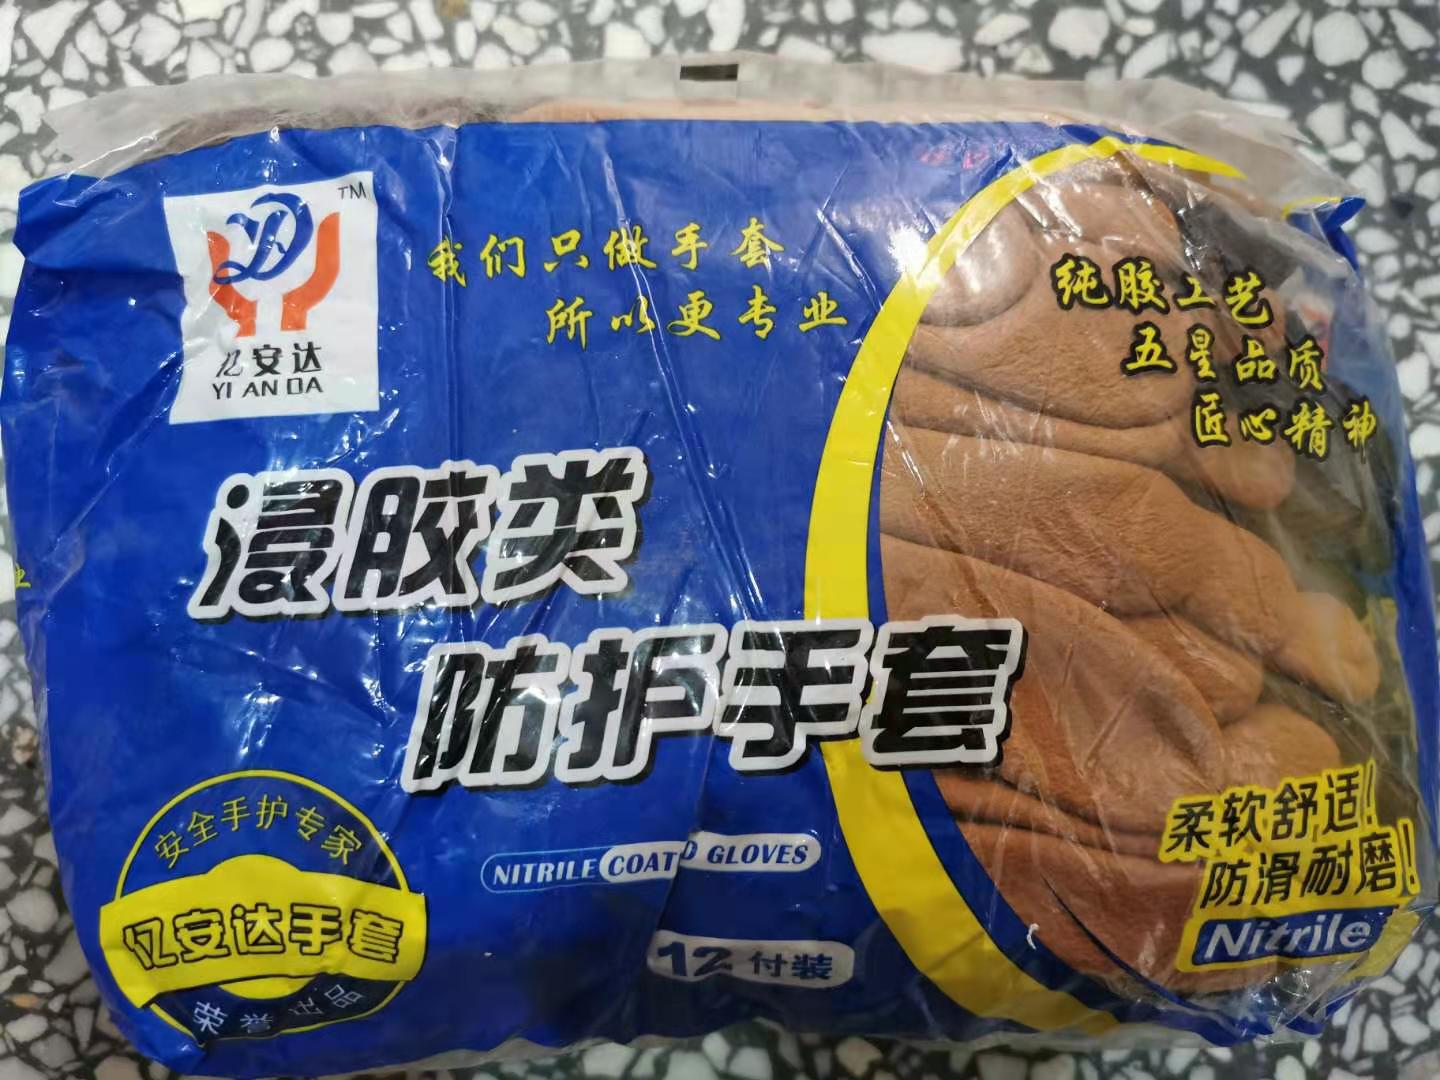 TM
亿安达
YI AN DA
我们只做手套
所以更专业
纯胶工艺
五星品质
匠心精神
浸胶类
防护手套
NITRILE COAT D GLOVES
12付装
安全手护专家
亿安达手套
荣誉出品
柔软舒适!
防滑耐磨!
Nitrile
业